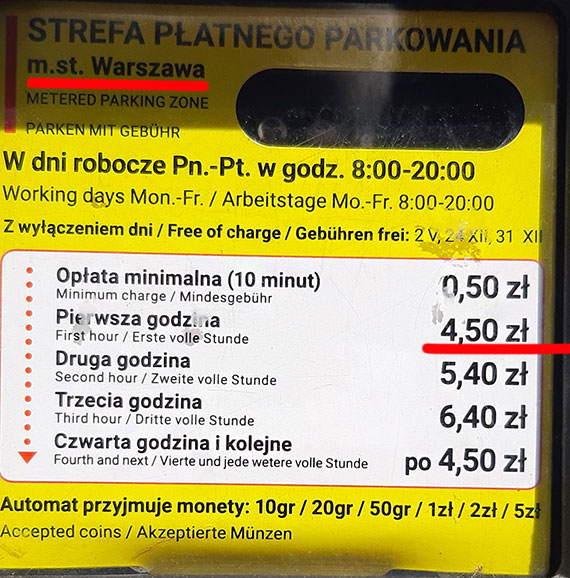 STREFA PŁATNEGO PARKOWANIA
m.st. Warszawa
METERED PARKING ZONE
PARKEN MIT GEBÜHR
W dni robocze Pn.-Pt. w godz. 8:00-20:00
Working days Mon.-Fr. / Arbeitstage Mo.-Fr. 8:00-20:00
Z wyłączeniem dni / Free of charge / Gebühren frei: 2 V, 24 XII, 31 XII
Opłata minimalna (10 minut) 0,50 zł
Minimum charge / Mindesgebühr
Pierwsza godzina 4,50 zł
First hour / Erste volle Stunde
Druga godzina 5,40 zł
Second hour / Zweite volle Stunde
Trzecia godzina 6,40 zł
Third hour / Dritte volle Stunde
Czwarta godzina i kolejne po 4,50 zł
Fourth and next / Vierte und jede wetere volle Stunde
Automat przyjmuje monety: 10gr / 20gr / 50gr / 1zł / 2zł / 5zł
Accepted coins / Akzeptierte Münzen